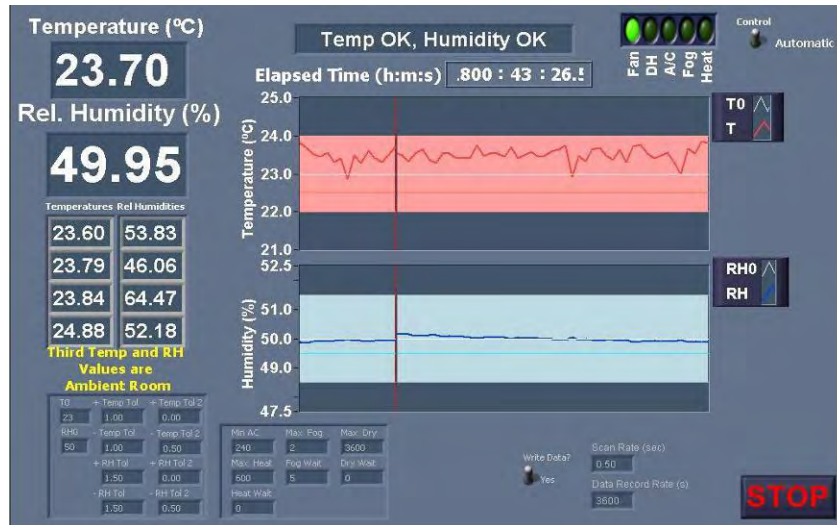 Temperature (ºC)
23.70
Rel. Humidity (%)
49.95
Temperatures Rel Humidities
23.60 53.83
23.79 46.06
23.84 64.47
24.88 52.18
Third Temp and RH
Values are
Ambient Room
T0 + Temp Tol + Temp Tol 2
23 1.00 0.00
RH0 - Temp Tol - Temp Tol 2
50 1.00 0.50
+ RH Tol + RH Tol 2
1.50 0.00
- RH Tol - RH Tol 2
1.50 0.50
Temp OK, Humidity OK
Elapsed Time (h:m:s) .800 : 43 : 26.5
Fan DH A/C Fog Heat
Control
Automatic
Temperature (ºC)
25.0
24.0
23.0
22.0
21.0
T0
T
Humidity (%)
52.5
51.0
50.0
49.0
47.5
RH0
RH
Min AC Max Fog Max Dry
240 2 3600
Max Heat Fog Wait Dry Wait
600 5 0
Heat Wait
0
Write Data?
Yes
Scan Rate (sec)
0.50
Data Record Rate (s)
3600
STOP